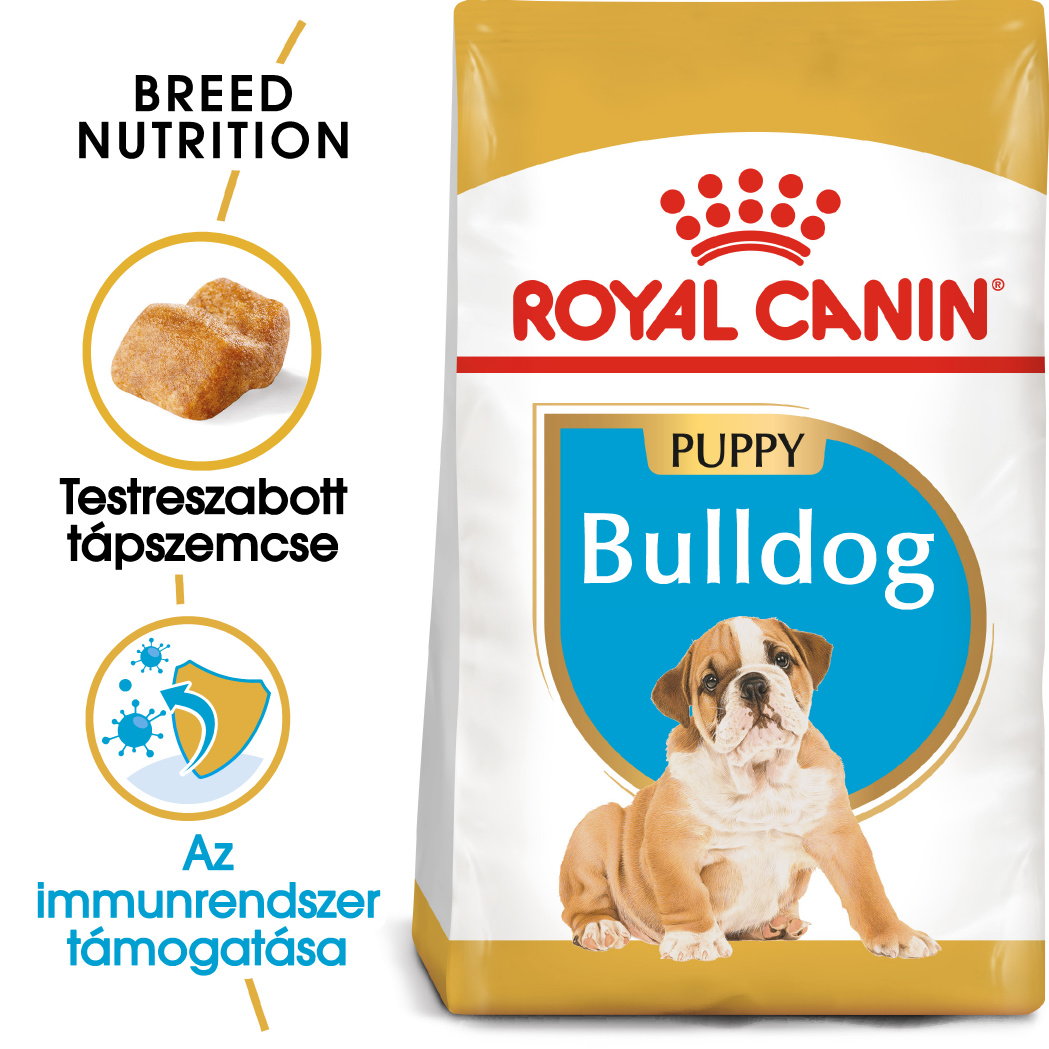 BREED
NUTRITION
Testreszabott
tápszemcse
Az
immunrendszer
támogatása
ROYAL CANIN®
PUPPY
Bulldog